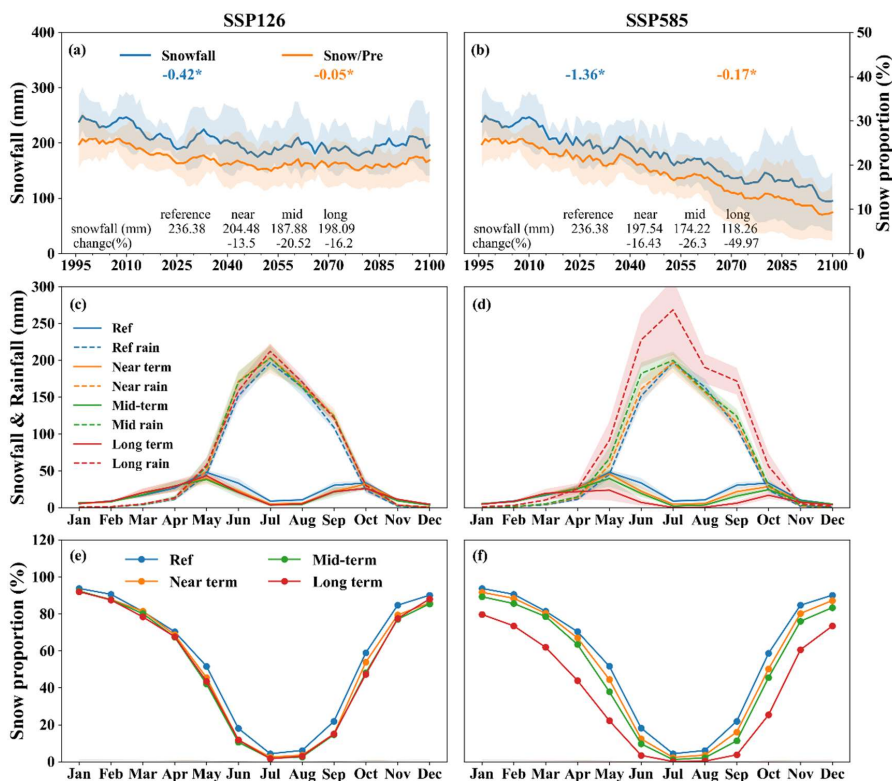 SSP126 SSP585
400 (a) (b) 50
Snowfall Snow/Pre
-0.42* -0.05* -1.36* -0.17*
40
300
30
200
20
100
10
reference near mid long reference near mid long
snowfall (mm) 236.38 204.48 187.88 198.09 snowfall (mm) 236.38 197.54 174.22 118.26
change(%) -13.5 -20.52 -16.2 change(%) -16.43 -26.3 -49.97
0 0
Snowfall (mm)
Snow proportion (%)
1995 2010 2025 2040 2055 2070 2085 2100 1995 2010 2025 2040 2055 2070 2085 2100
300 (c) (d)
250
200
150
100
50
0
Snowfall & Rainfall (mm)
Ref
Ref rain
Near term
Near rain
Mid-term
Mid rain
Long term
Long rain
Jan Feb Mar Apr May Jun Jul Aug Sep Oct Nov Dec Jan Feb Mar Apr May Jun Jul Aug Sep Oct Nov Dec
120 (e) (f)
Ref Mid-term
Near term Long term
100
80
60
40
20
0
Snow proportion (%)
Jan Feb Mar Apr May Jun Jul Aug Sep Oct Nov Dec Jan Feb Mar Apr May Jun Jul Aug Sep Oct Nov Dec